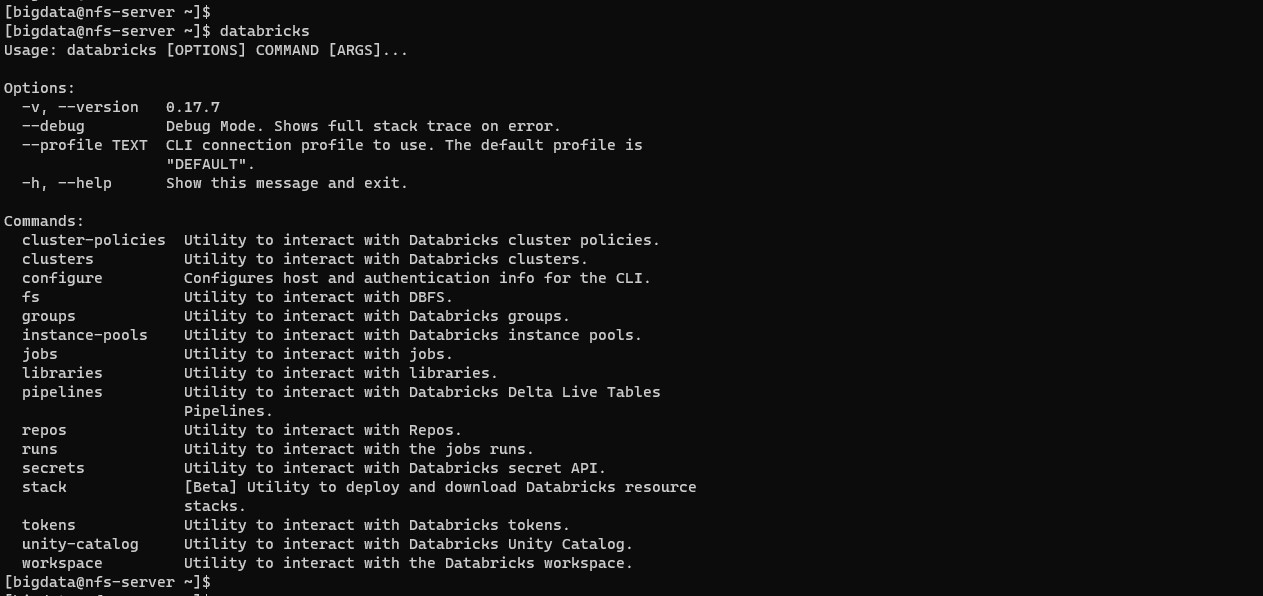 [bigdata@nfs-server ~]$
[bigdata@nfs-server ~]$ databricks
Usage: databricks [OPTIONS] COMMAND [ARGS]...

Options:
  -v, --version   0.17.7
  --debug         Debug Mode. Shows full stack trace on error.
  --profile TEXT  CLI connection profile to use. The default profile is
                  "DEFAULT".
  -h, --help      Show this message and exit.

Commands:
  cluster-policies  Utility to interact with Databricks cluster policies.
  clusters          Utility to interact with Databricks clusters.
  configure         Configures host and authentication info for the CLI.
  fs                Utility to interact with DBFS.
  groups            Utility to interact with Databricks groups.
  instance-pools    Utility to interact with Databricks instance pools.
  jobs              Utility to interact with jobs.
  libraries         Utility to interact with libraries.
  pipelines         Utility to interact with Databricks Delta Live Tables
                    Pipelines.
  repos             Utility to interact with Repos.
  runs              Utility to interact with the jobs runs.
  secrets           Utility to interact with Databricks secret API.
  stack             [Beta] Utility to deploy and download Databricks resource
                    stacks.
  tokens            Utility to interact with Databricks tokens.
  unity-catalog     Utility to interact with Databricks Unity Catalog.
  workspace         Utility to interact with the Databricks workspace.
[bigdata@nfs-server ~]$